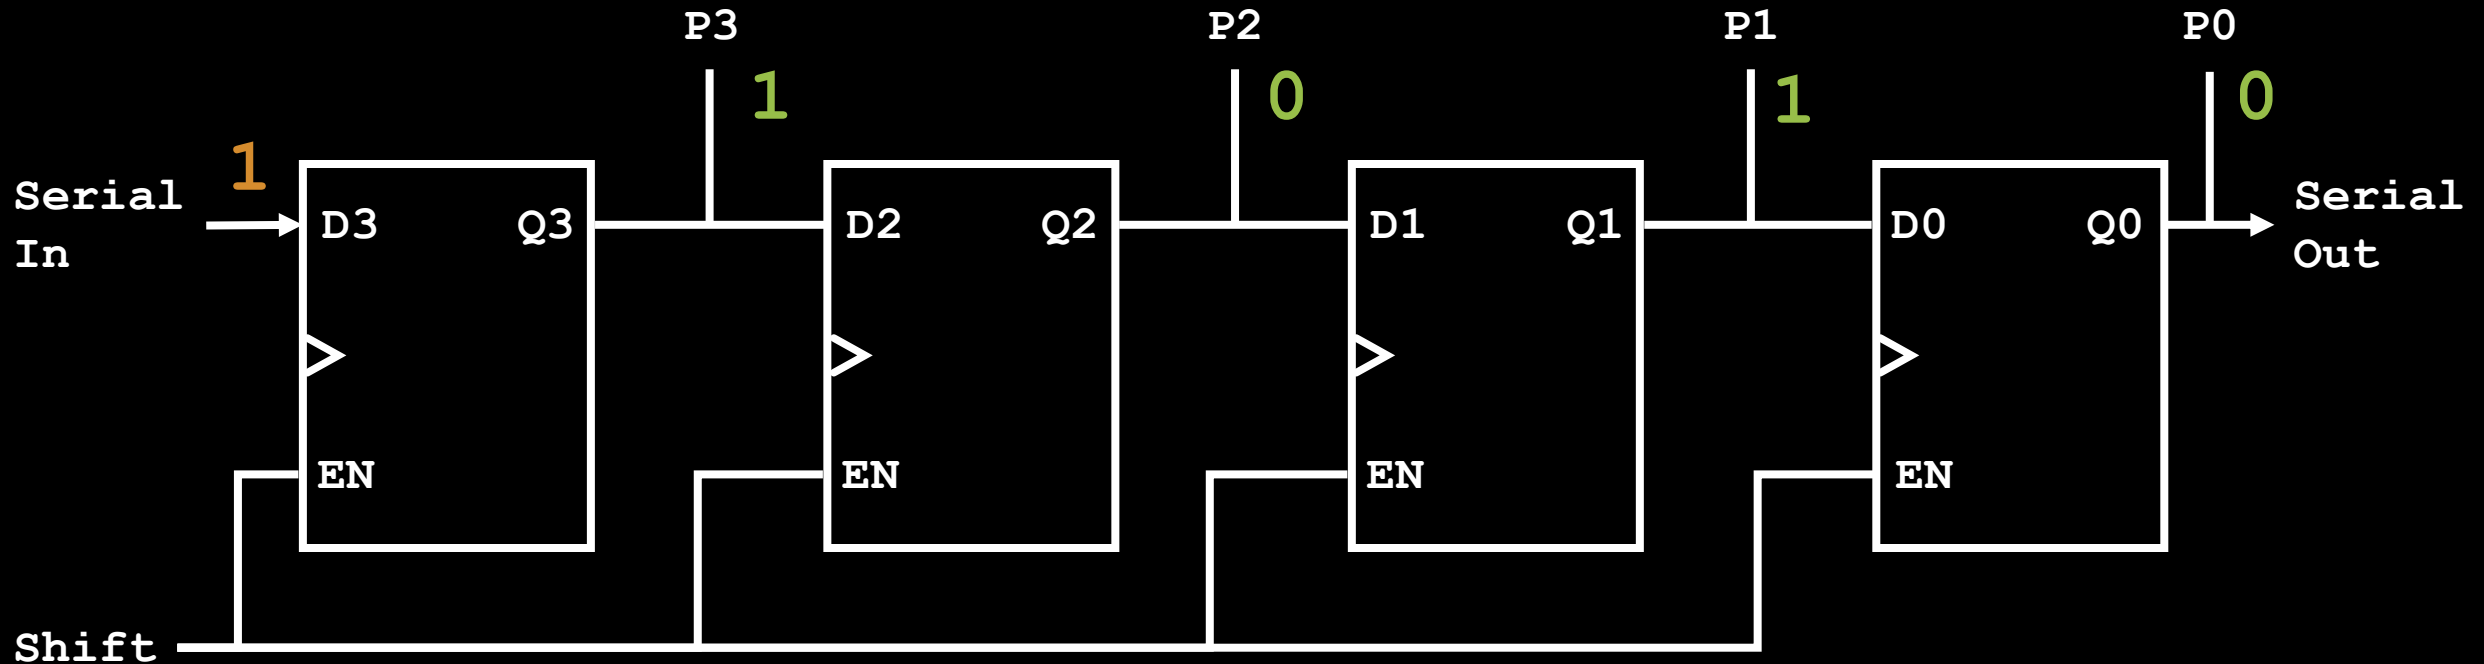 P3 P2 P1 P0
1 0 1 0
1
Serial In
Serial Out
D3 Q3 D2 Q2 D1 Q1 D0 Q0
EN EN EN EN
Shift